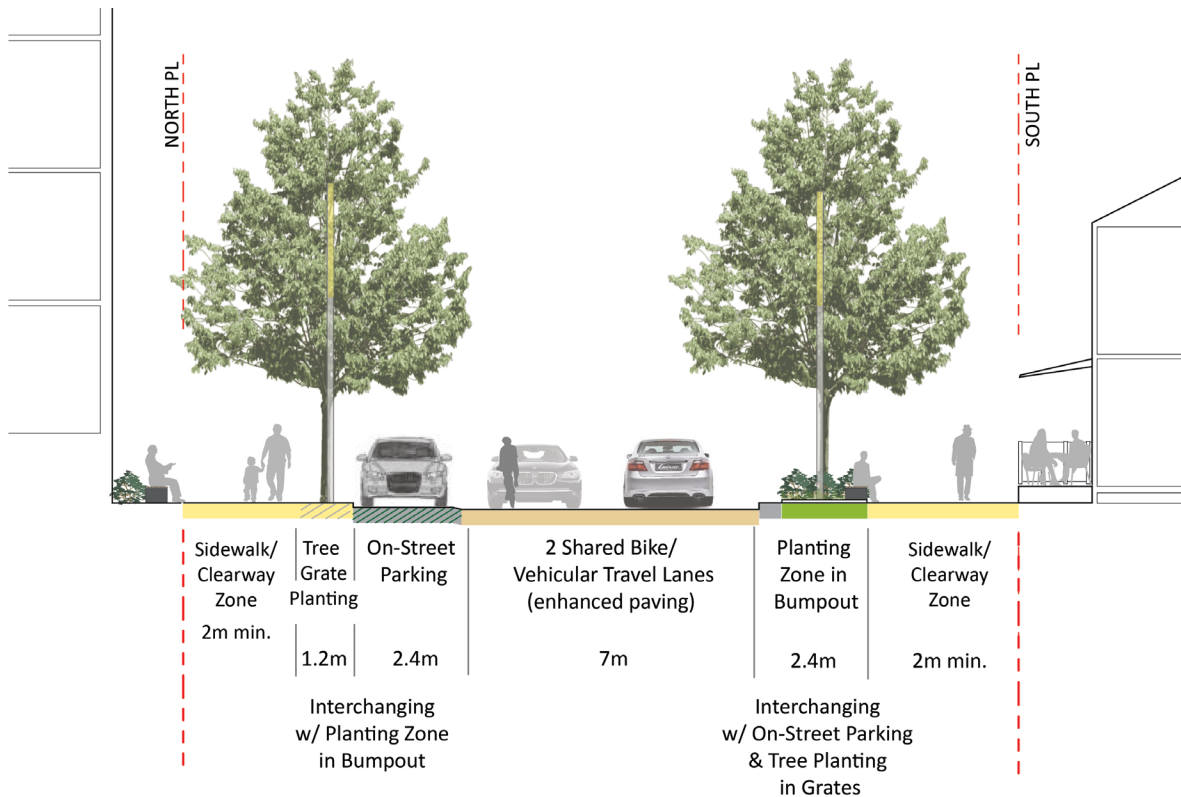 NORTH PL
SOUTH PL
Sidewalk/
Clearway
Zone
2m min.
Tree
Grate
Planting
1.2m
On-Street
Parking
2.4m
2 Shared Bike/
Vehicular Travel Lanes
(enhanced paving)
7m
Planting
Zone in
Bumpout
2.4m
Sidewalk/
Clearway
Zone
2m min.
Interchanging
w/ Planting Zone
in Bumpout
Interchanging
w/ On-Street Parking
& Tree Planting
in Grates